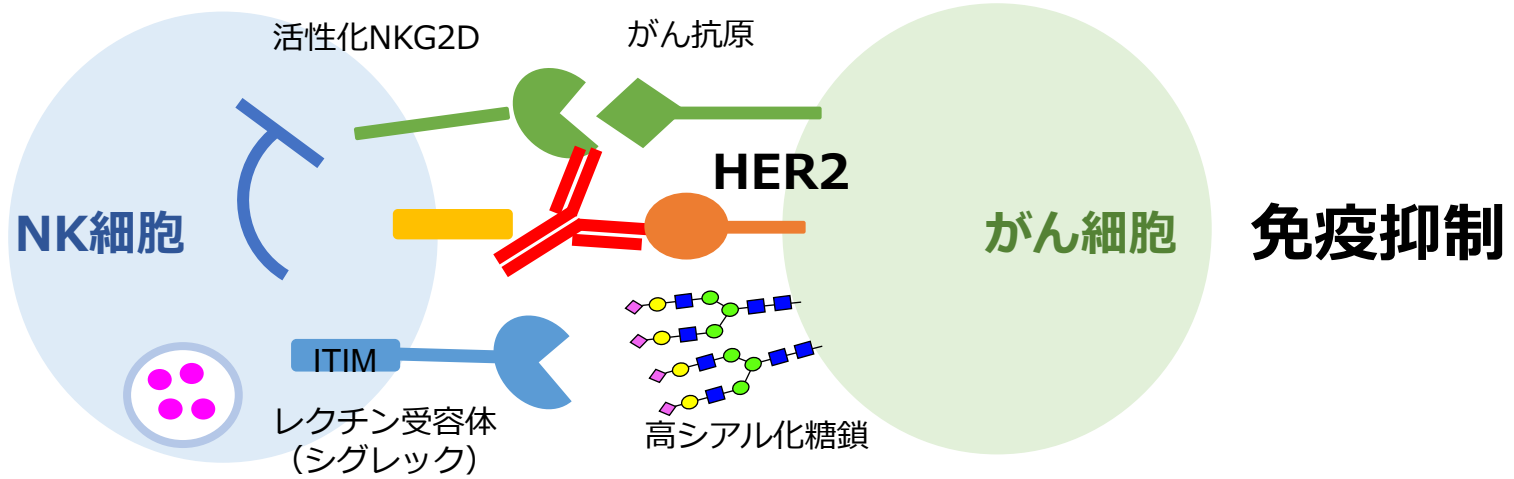 活性化NKG2D
がん抗原
HER2
NK細胞
がん細胞
免疫抑制
ITIM
レクチン受容体
（シグレック）
高シアル化糖鎖